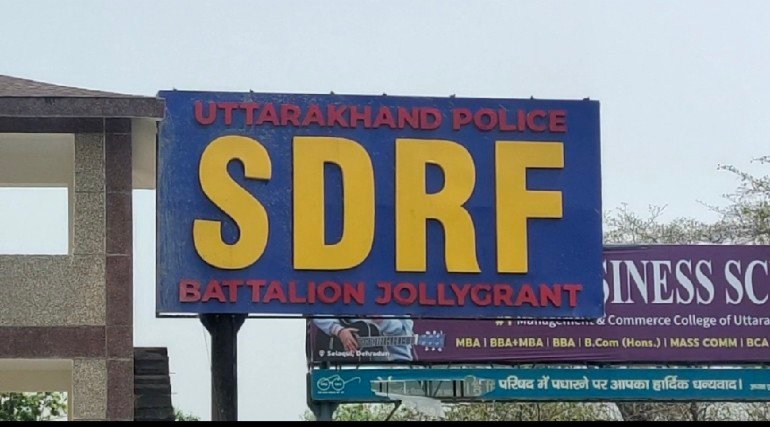 UTTARAKHAND POLICE
SDRF
BATTALION JOLLYGRANT
SINESS SC
Management & Commerce College of Uttara
MBA | BBA+MBA | BBA | B.Com (Hons.) | MASS COMM | BCA
Selaqui, Dehradun
परिषद में पधारने पर आपका हार्दिक धन्यवाद।